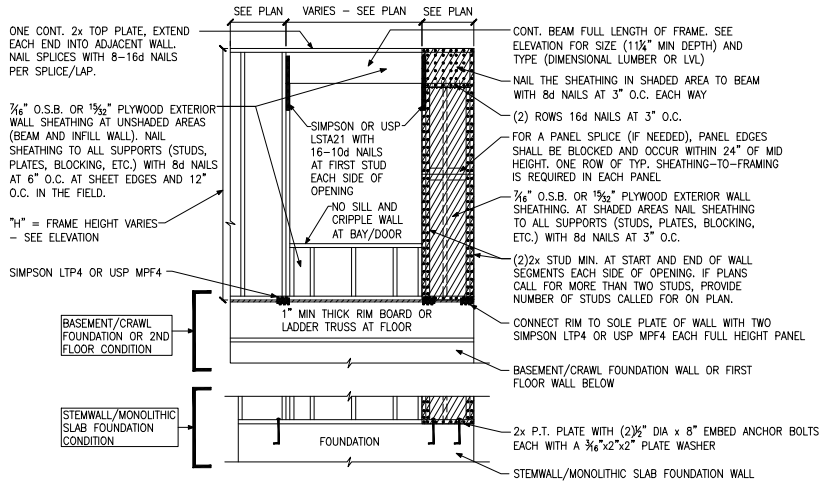 SEE PLAN
VARIES – SEE PLAN
SEE PLAN
ONE CONT. 2x TOP PLATE, EXTEND
EACH END INTO ADJACENT WALL.
NAIL SPLICES WITH 8–16d NAILS
PER SPLICE/LAP.
7/16" O.S.B. OR 15/32" PLYWOOD EXTERIOR
WALL SHEATHING AT UNSHADED AREAS
(BEAM AND INFILL WALL). NAIL
SHEATHING TO ALL SUPPORTS (STUDS,
PLATES, BLOCKING, ETC.) WITH 8d NAILS
AT 6" O.C. AT SHEET EDGES AND 12"
O.C. IN THE FIELD.
"H" = FRAME HEIGHT VARIES
– SEE ELEVATION
SIMPSON LTP4 OR USP MPF4
BASEMENT/CRAWL
FOUNDATION OR 2ND
FLOOR CONDITION
STEMWALL/MONOLITHIC
SLAB FOUNDATION
CONDITION
SIMPSON OR USP
LSTA21 WITH
16–10d NAILS
AT FIRST STUD
EACH SIDE OF
OPENING
NO SILL AND
CRIPPLE WALL
AT BAY/DOOR
1" MIN THICK RIM BOARD OR
LADDER TRUSS AT FLOOR
FOUNDATION
CONT. BEAM FULL LENGTH OF FRAME. SEE
ELEVATION FOR SIZE (11¼" MIN DEPTH) AND
TYPE (DIMENSIONAL LUMBER OR LVL)
NAIL THE SHEATHING IN SHADED AREA TO BEAM
WITH 8d NAILS AT 3" O.C. EACH WAY
(2) ROWS 16d NAILS AT 3" O.C.
FOR A PANEL SPLICE (IF NEEDED), PANEL EDGES
SHALL BE BLOCKED AND OCCUR WITHIN 24" OF MID
HEIGHT. ONE ROW OF TYP. SHEATHING–TO–FRAMING
IS REQUIRED IN EACH PANEL
7/16" O.S.B. OR 15/32" PLYWOOD EXTERIOR WALL
SHEATHING. AT SHADED AREAS NAIL SHEATHING
TO ALL SUPPORTS (STUDS, PLATES, BLOCKING,
ETC.) WITH 8d NAILS AT 3" O.C.
(2)2x STUD MIN. AT START AND END OF WALL
SEGMENTS EACH SIDE OF OPENING. IF PLANS
CALL FOR MORE THAN TWO STUDS, PROVIDE
NUMBER OF STUDS CALLED FOR ON PLAN.
CONNECT RIM TO SOLE PLATE OF WALL WITH TWO
SIMPSON LTP4 OR USP MPF4 EACH FULL HEIGHT PANEL
BASEMENT/CRAWL FOUNDATION WALL OR FIRST
FLOOR WALL BELOW
2x P.T. PLATE WITH (2)½" DIA x 8" EMBED ANCHOR BOLTS
EACH WITH A 3/16"x2"x2" PLATE WASHER
STEMWALL/MONOLITHIC SLAB FOUNDATION WALL